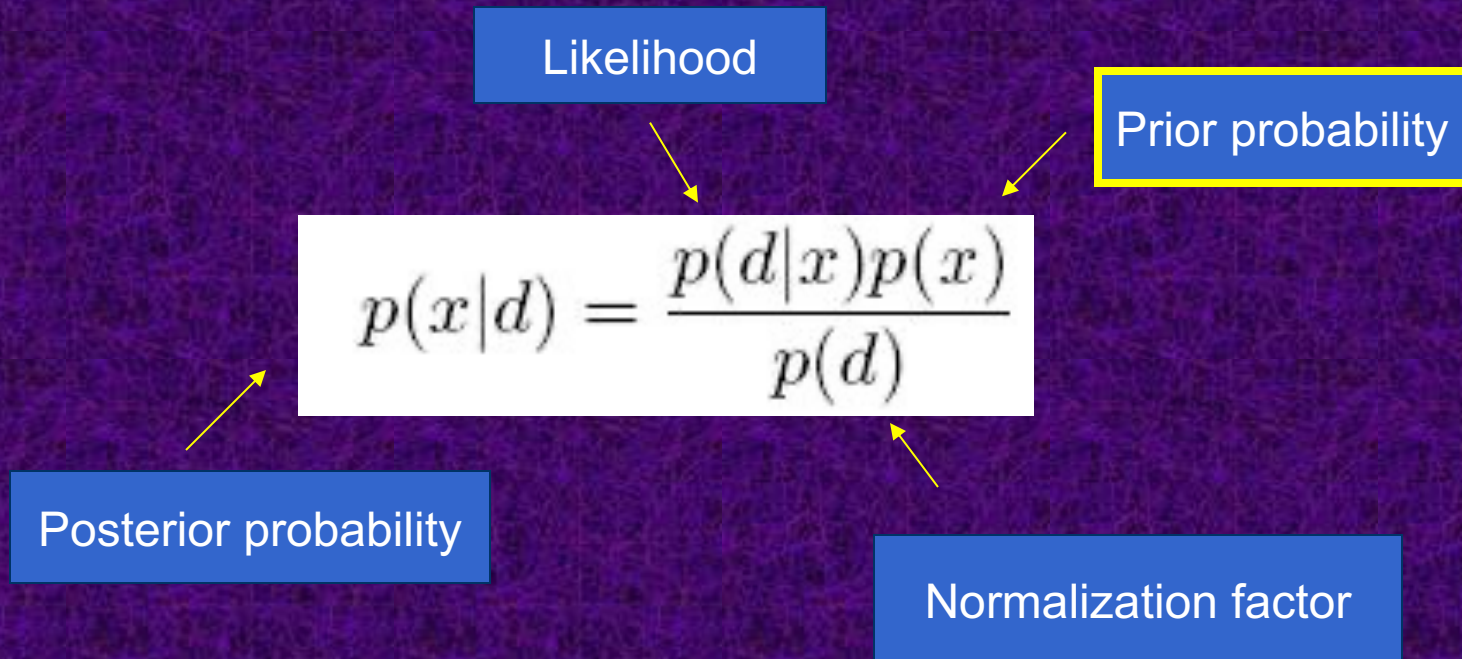 Likelihood
Prior probability
p(x|d) = p(d|x)p(x) / p(d)
Posterior probability
Normalization factor